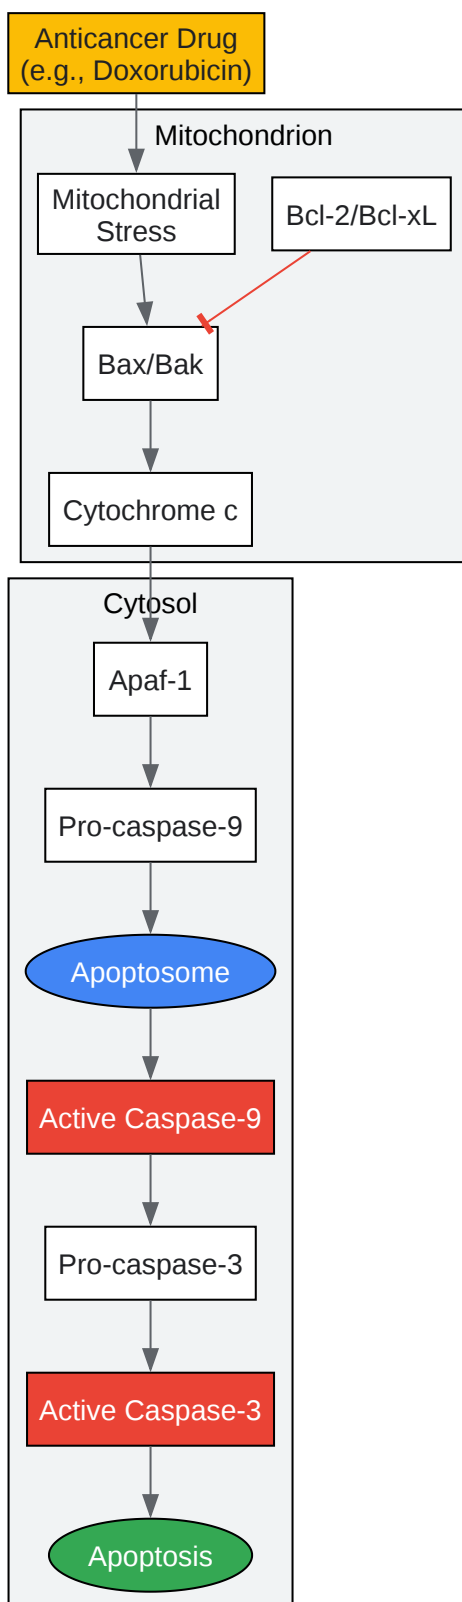 Anticancer Drug
(e.g., Doxorubicin)
Mitochondrion
Mitochondrial
Stress
Bcl-2/Bcl-xL
Bax/Bak
Cytochrome c
Cytosol
Apaf-1
Pro-caspase-9
Apoptosome
Active Caspase-9
Pro-caspase-3
Active Caspase-3
Apoptosis